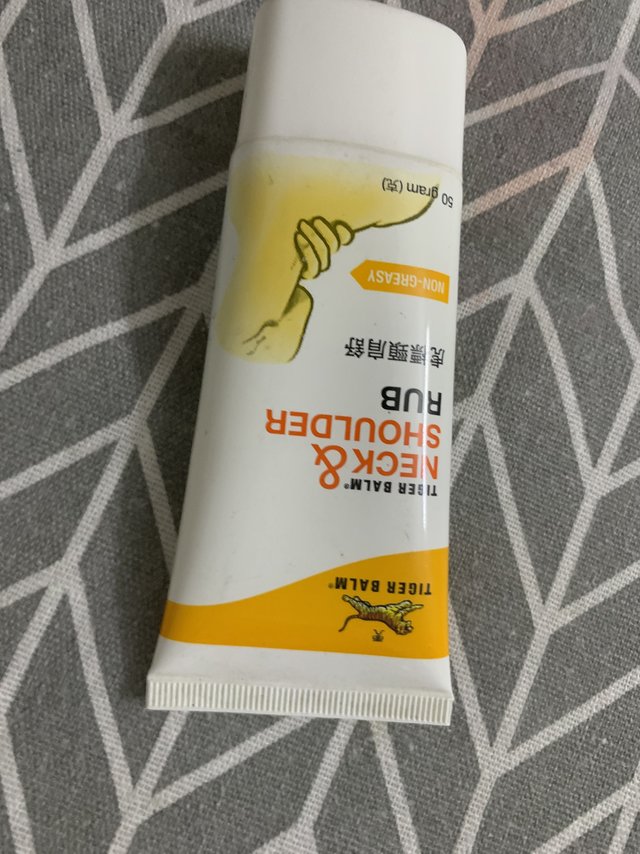 TIGER BALM®
TIGER BALM®
NECK &
SHOULDER
RUB
虎標頸肩舒
NON-GREASY
50 gram (克)